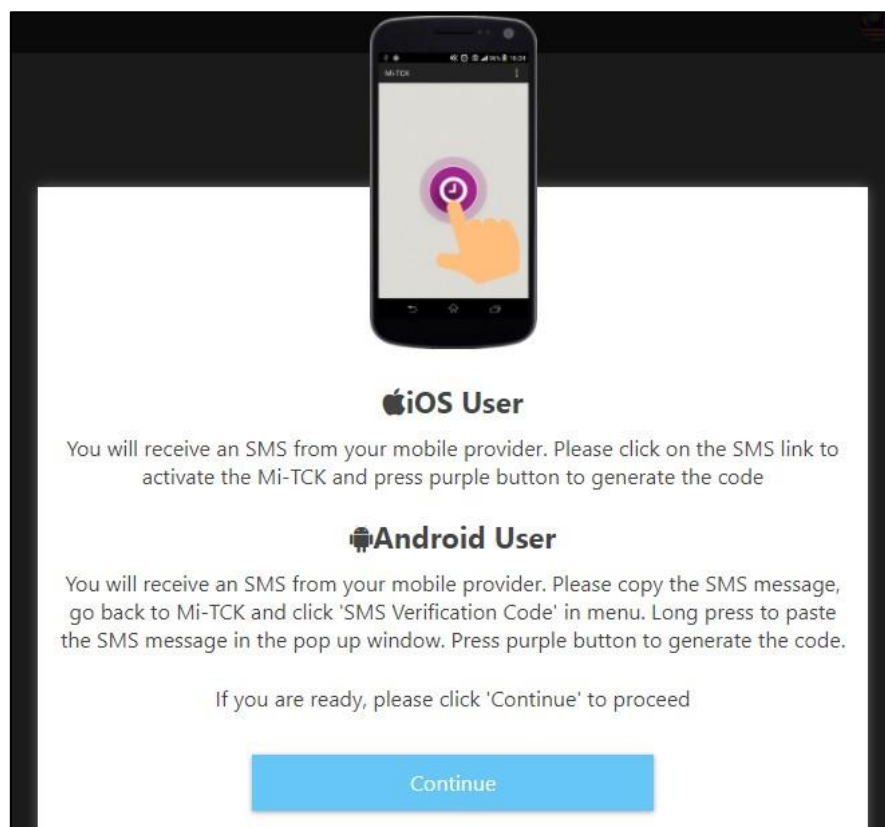 Mi-TCK
iOS User
You will receive an SMS from your mobile provider. Please click on the SMS link to
activate the Mi-TCK and press purple button to generate the code
Android User
You will receive an SMS from your mobile provider. Please copy the SMS message,
go back to Mi-TCK and click 'SMS Verification Code' in menu. Long press to paste
the SMS message in the pop up window. Press purple button to generate the code.
If you are ready, please click 'Continue' to proceed
Continue